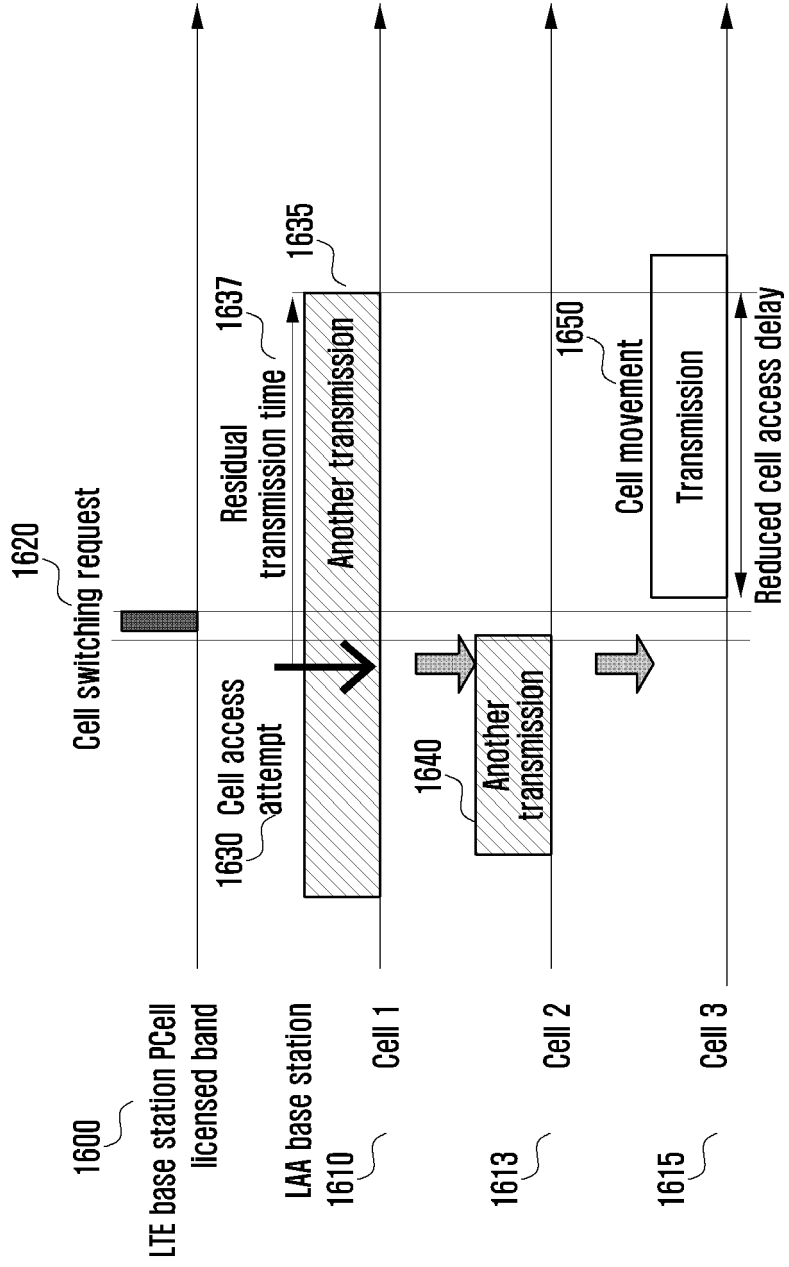 1600
LTE base station PCell
licensed band
1620
Cell switching request
LAA base station
1610
Cell 1
1630
Cell access
attempt
Residual
transmission time
1637
Another transmission
1635
1613
Cell 2
1640
Another
transmission
1615
Cell 3
Cell movement
1650
Transmission
Reduced cell access delay